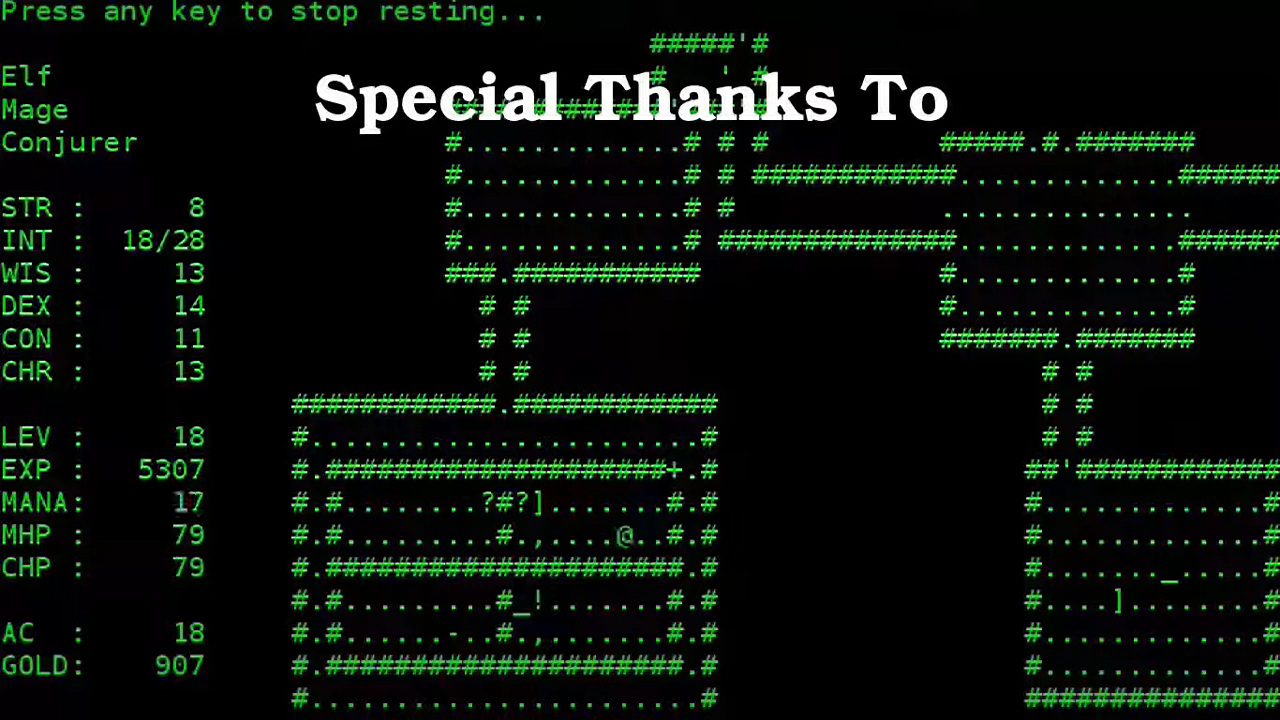 Press any key to stop resting...
Special Thanks To
Elf
Mage
Conjurer
STR : 8
INT : 18/28
WIS : 13
DEX : 14
CON : 11
CHR : 13
LEV : 18
EXP : 5307
MANA: 17
MHP : 79
CHP : 79
AC : 18
GOLD: 907